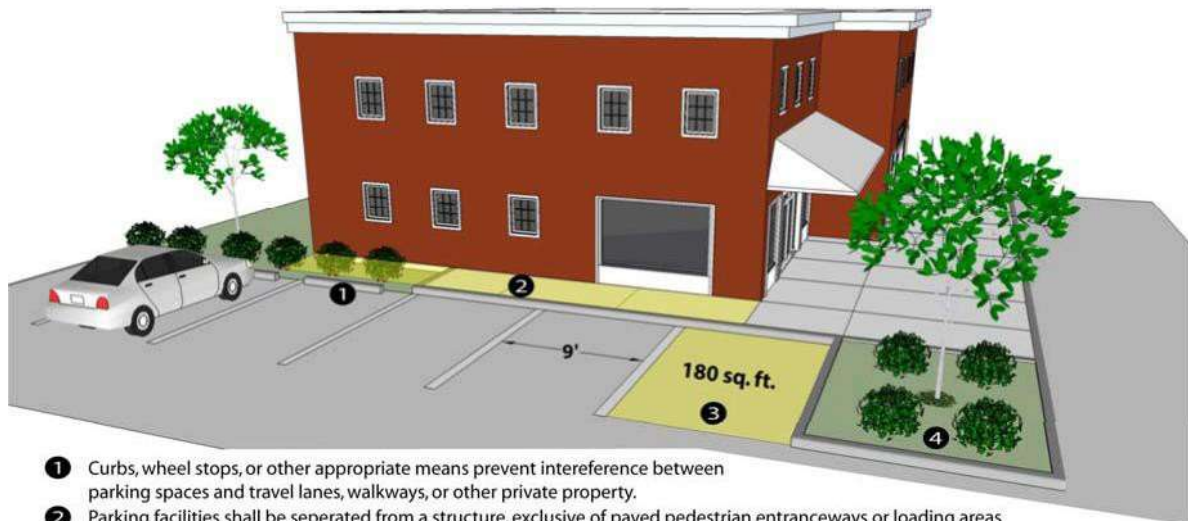 9'
180 sq. ft.
1
2
3
4
1 Curbs, wheel stops, or other appropriate means prevent intereference between
parking spaces and travel lanes, walkways, or other private property.
2 Parking facilities shall be seperated from a structure, exclusive of paved pedestrian entranceways or loading areas